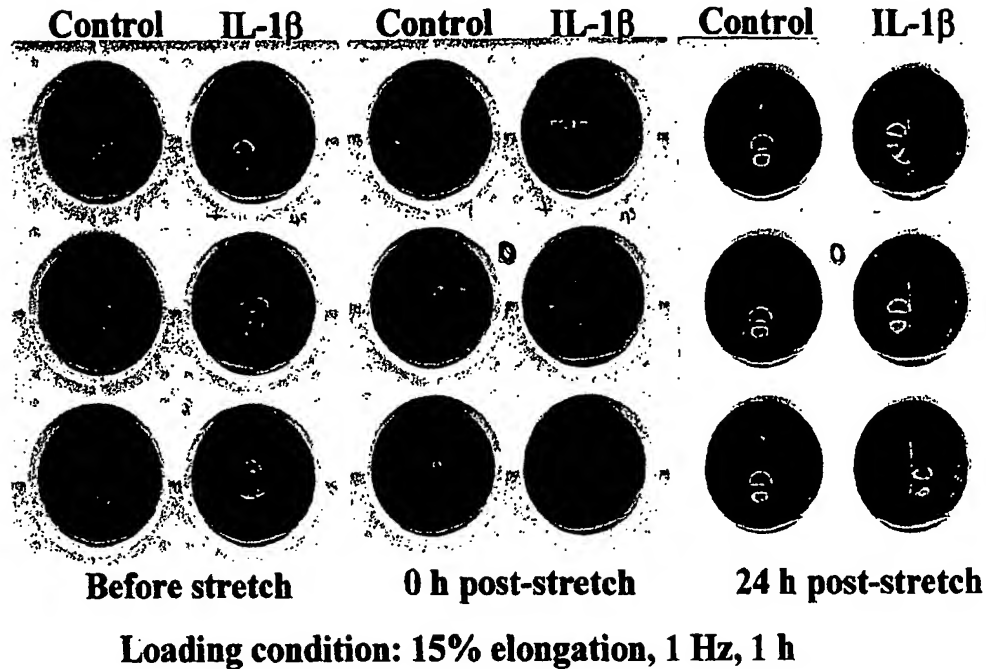 Control IL-1β Control IL-1β Control IL-1β
Before stretch 0 h post-stretch 24 h post-stretch
Loading condition: 15% elongation, 1 Hz, 1 h